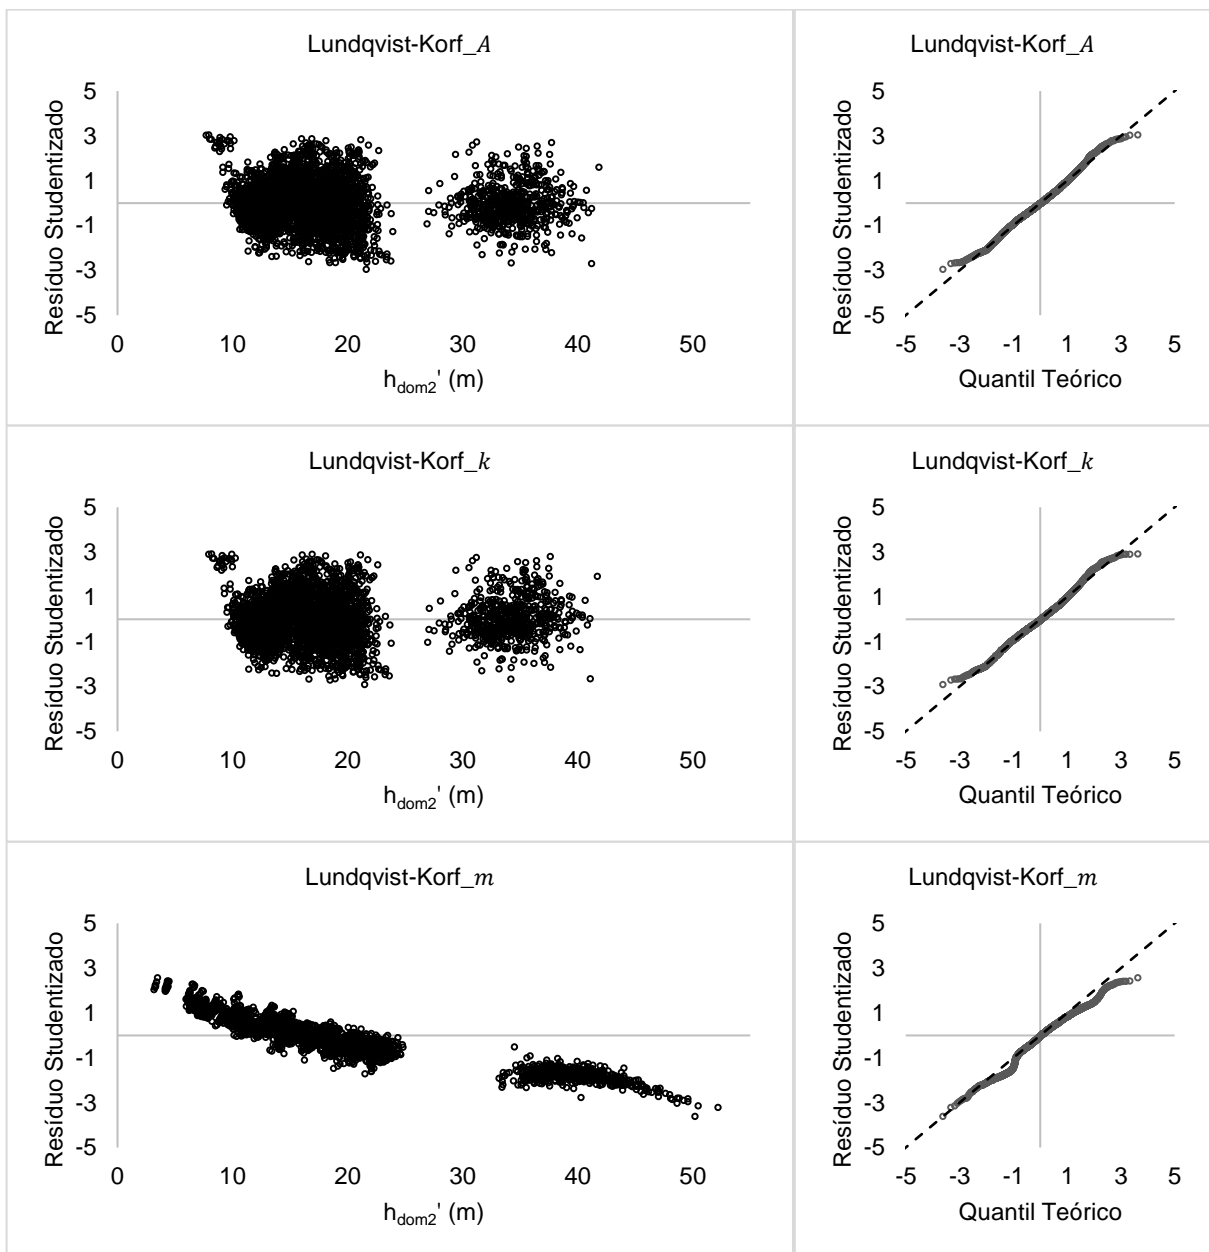 Lundqvist-Korf_A
Resíduo Studentizado
5
3
1
-1
-3
-5
0 10 20 30 40 50
h_dom2' (m)
Lundqvist-Korf_A
Resíduo Studentizado
5
3
1
-1
-3
-5
-5 -3 -1 1 3 5
Quantil Teórico
Lundqvist-Korf_k
Resíduo Studentizado
5
3
1
-1
-3
-5
0 10 20 30 40 50
h_dom2' (m)
Lundqvist-Korf_k
Resíduo Studentizado
5
3
1
-1
-3
-5
-5 -3 -1 1 3 5
Quantil Teórico
Lundqvist-Korf_m
Resíduo Studentizado
5
3
1
-1
-3
-5
0 10 20 30 40 50
h_dom2' (m)
Lundqvist-Korf_m
Resíduo Studentizado
5
3
1
-1
-3
-5
-5 -3 -1 1 3 5
Quantil Teórico